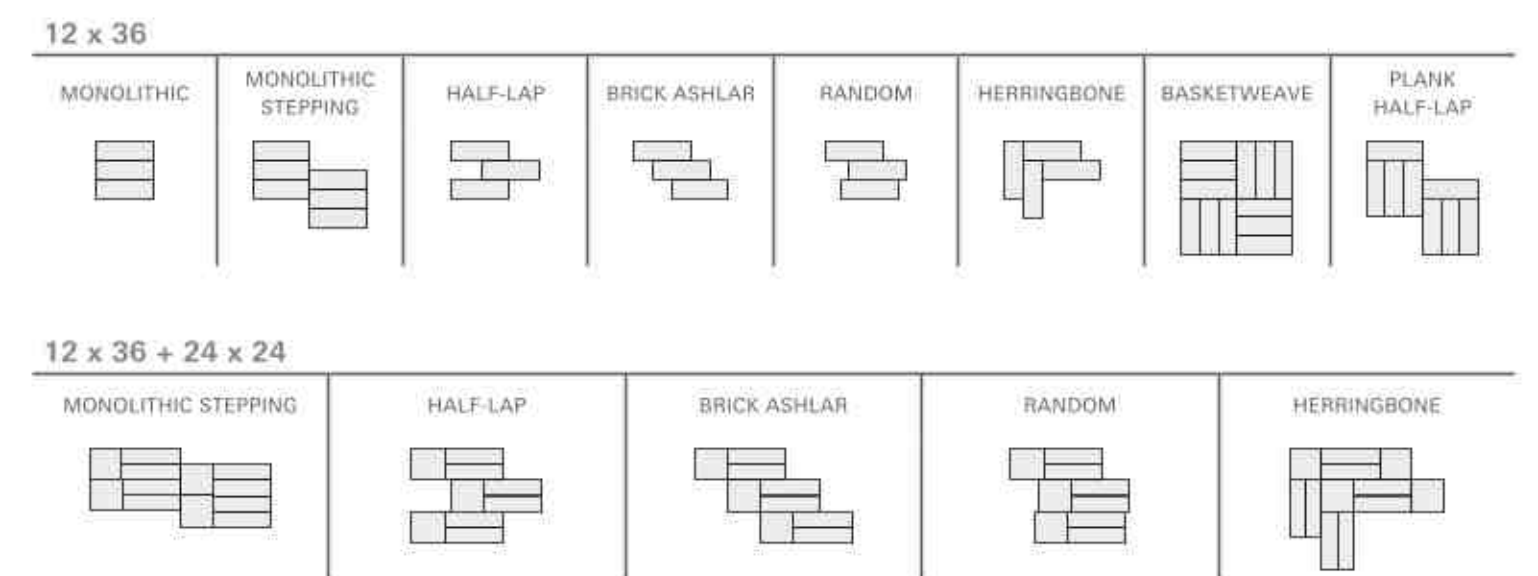 12 x 36
MONOLITHIC
MONOLITHIC
STEPPING
HALF-LAP
BRICK ASHLAR
RANDOM
HERRINGBONE
BASKETWEAVE
PLANK
HALF-LAP
12 x 36 + 24 x 24
MONOLITHIC STEPPING
HALF-LAP
BRICK ASHLAR
RANDOM
HERRINGBONE